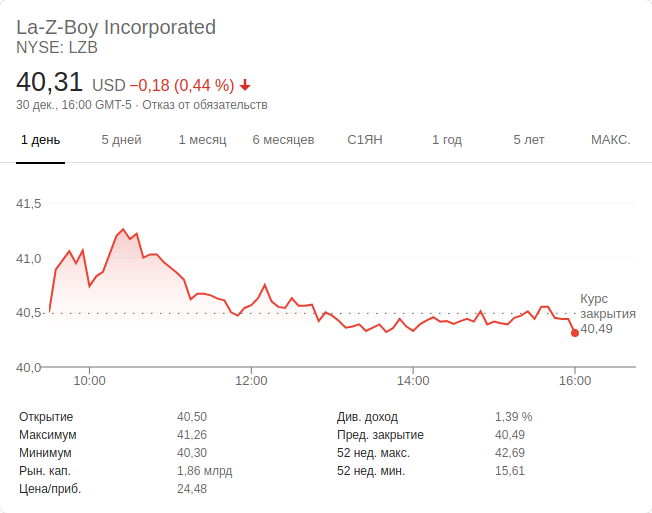 La-Z-Boy Incorporated
NYSE: LZB
40,31 USD −0,18 (0,44 %)
30 дек., 16:00 GMT-5 · Отказ от обязательств
1 день 5 дней 1 месяц 6 месяцев С1ЯН 1 год 5 лет МАКС.
41,5
41,0
40,5
40,0
Курс
закрытия
40,49
10:00 12:00 14:00 16:00
Открытие 40,50 Див. доход 1,39 %
Максимум 41,26 Пред. закрытие 40,49
Минимум 40,30 52 нед. макс. 42,69
Рын. кап. 1,86 млрд 52 нед. мин. 15,61
Цена/приб. 24,48